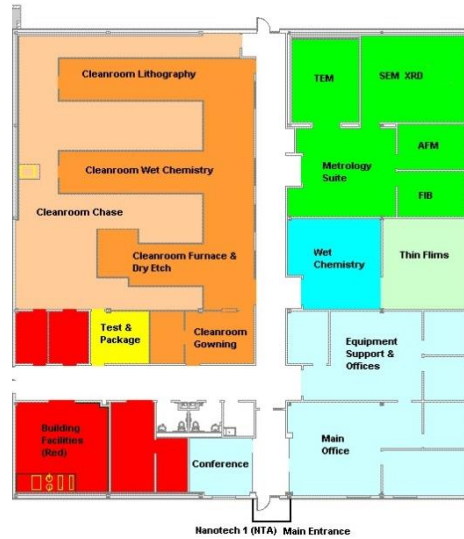 Cleanroom Lithography
TEM
SEM XRD
Cleanroom Wet Chemistry
Metrology
Suite
AFM
FIB
Cleanroom Chase
Cleanroom Furnace &
Dry Etch
Wet
Chemistry
Thin Flims
Test &
Package
Cleanroom
Gowning
Equipment
Support &
Offices
Building
Facilities
(Red)
Conference
Main
Office
Nanotech 1 (NTA) Main Entrance